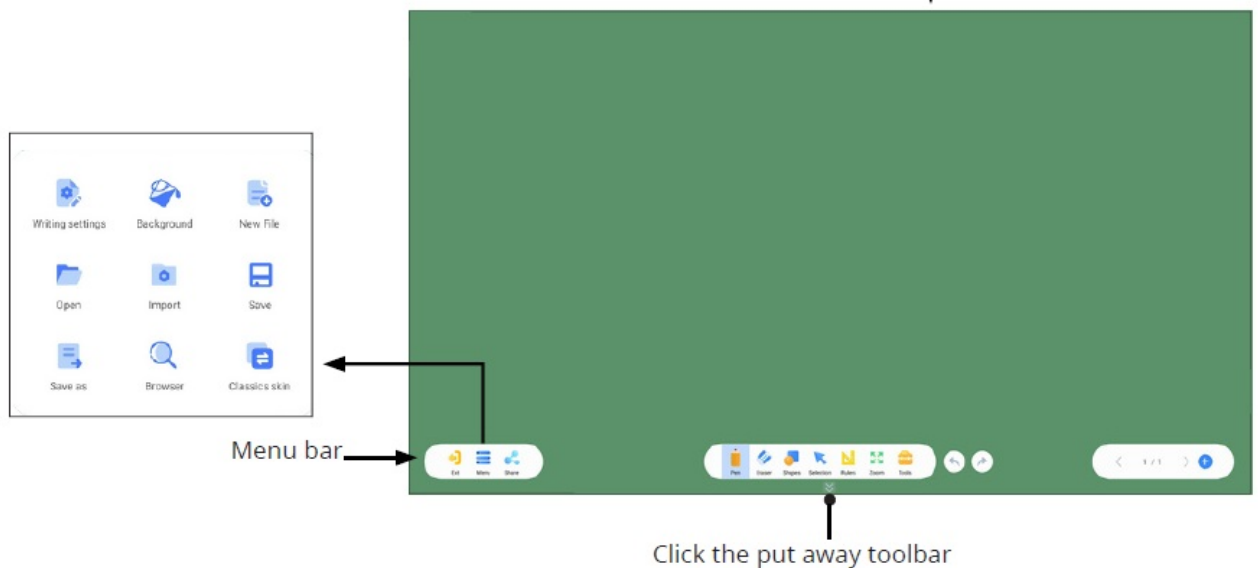 Writing settings Background New File
Open Import Save
Save as Browser Classics skin
Menu bar
Exit Menu Share
Pen Eraser Shapes Selection Rulers Zoom Tools
1 / 1
Click the put away toolbar